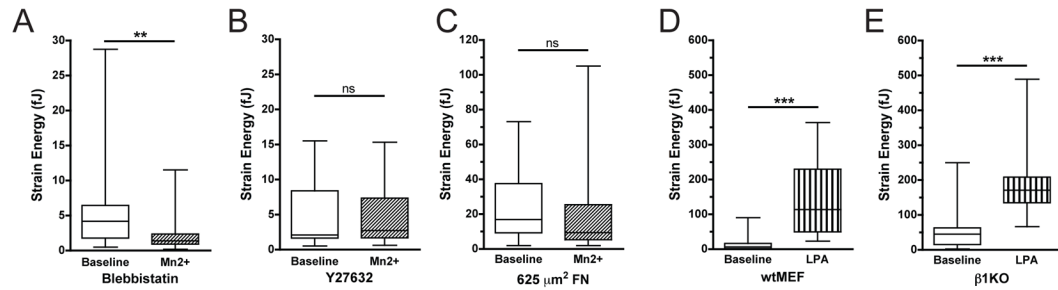 A
Strain Energy (fJ)
30
25
20
15
10
5
0
**
Baseline Mn2+
Blebbistatin
B
Strain Energy (fJ)
30
25
20
15
10
5
0
ns
Baseline Mn2+
Y27632
C
Strain Energy (fJ)
120
100
80
60
40
20
0
ns
Baseline Mn2+
625 μm² FN
D
Strain Energy (fJ)
600
500
400
300
200
100
0
***
Baseline LPA
wtMEF
E
Strain Energy (fJ)
600
500
400
300
200
100
0
***
Baseline LPA
β1KO